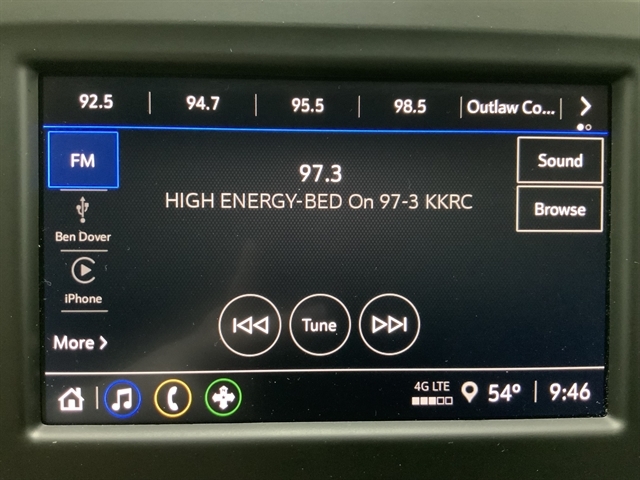 92.5 94.7 95.5 98.5 Outlaw Co...
FM
97.3
HIGH ENERGY-BED On 97-3 KKRC
Sound
Browse
Ben Dover
iPhone
More
Tune
4G LTE
54°
9:46